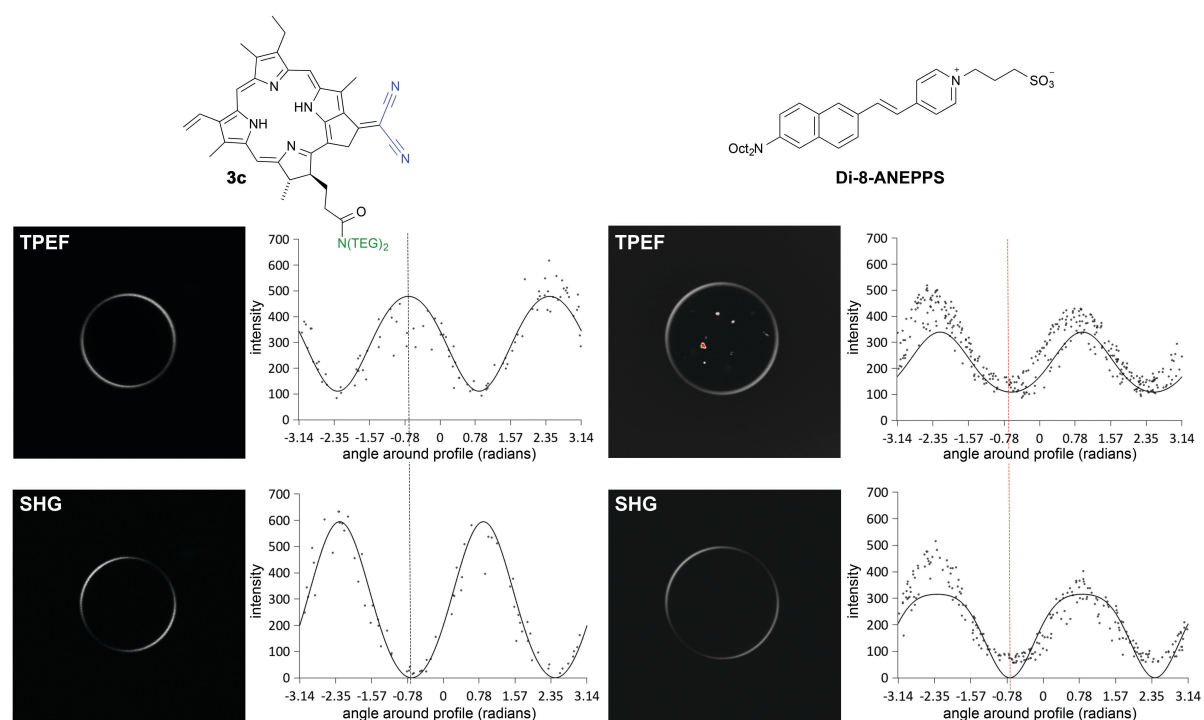 N
N
HN
NH
N
N
3c
O
N(TEG)2
N+
SO3−
Oct2N
Di-8-ANEPPS
TPEF
700
600
500
400
300
200
100
0
intensity
-3.14 -2.35 -1.57 -0.78 0 0.78 1.57 2.35 3.14
angle around profile (radians)
TPEF
700
600
500
400
300
200
100
0
intensity
-3.14 -2.35 -1.57 -0.78 0 0.78 1.57 2.35 3.14
angle around profile (radians)
SHG
700
600
500
400
300
200
100
0
intensity
-3.14 -2.35 -1.57 -0.78 0 0.78 1.57 2.35 3.14
angle around profile (radians)
SHG
700
600
500
400
300
200
100
0
intensity
-3.14 -2.35 -1.57 -0.78 0 0.78 1.57 2.35 3.14
angle around profile (radians)